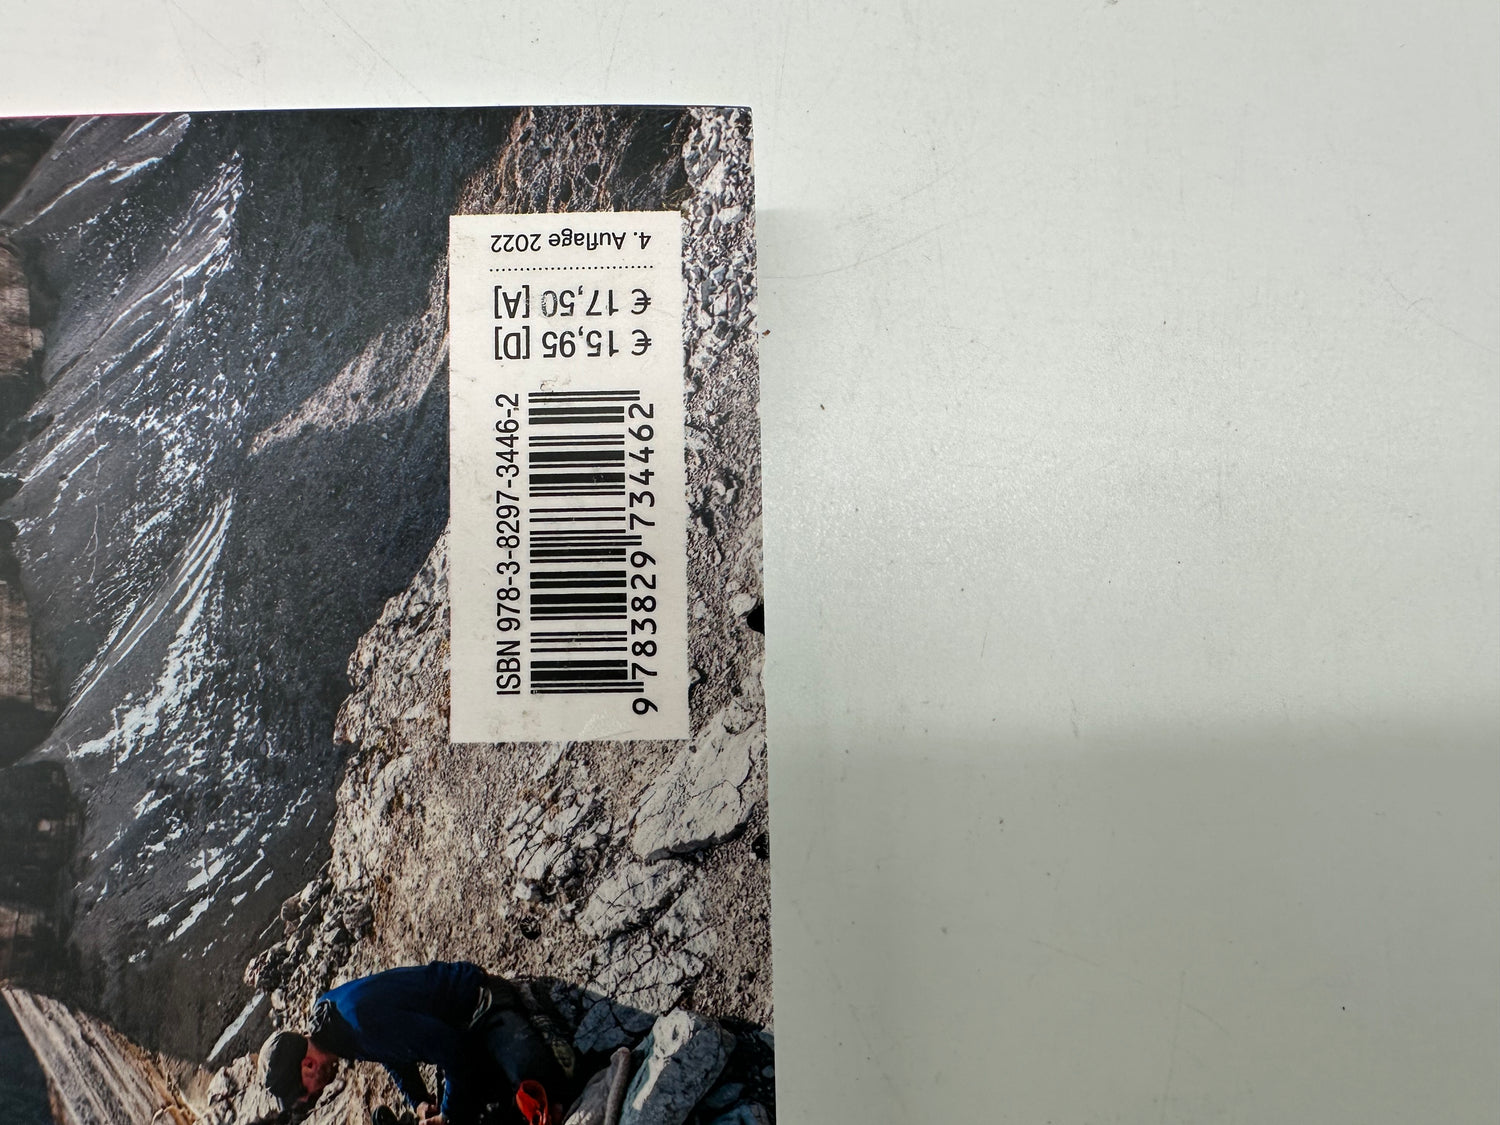 ISBN 978-3-8297-3446-2
9 783829 734462
€ 15,95 [D]
€ 17,50 [A]
4. Auflage 2022